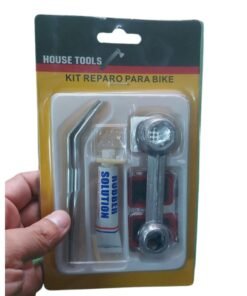 HOUSE TOOLS
KIT REPARO PARA BIKE
RUBBER
SOLUTION